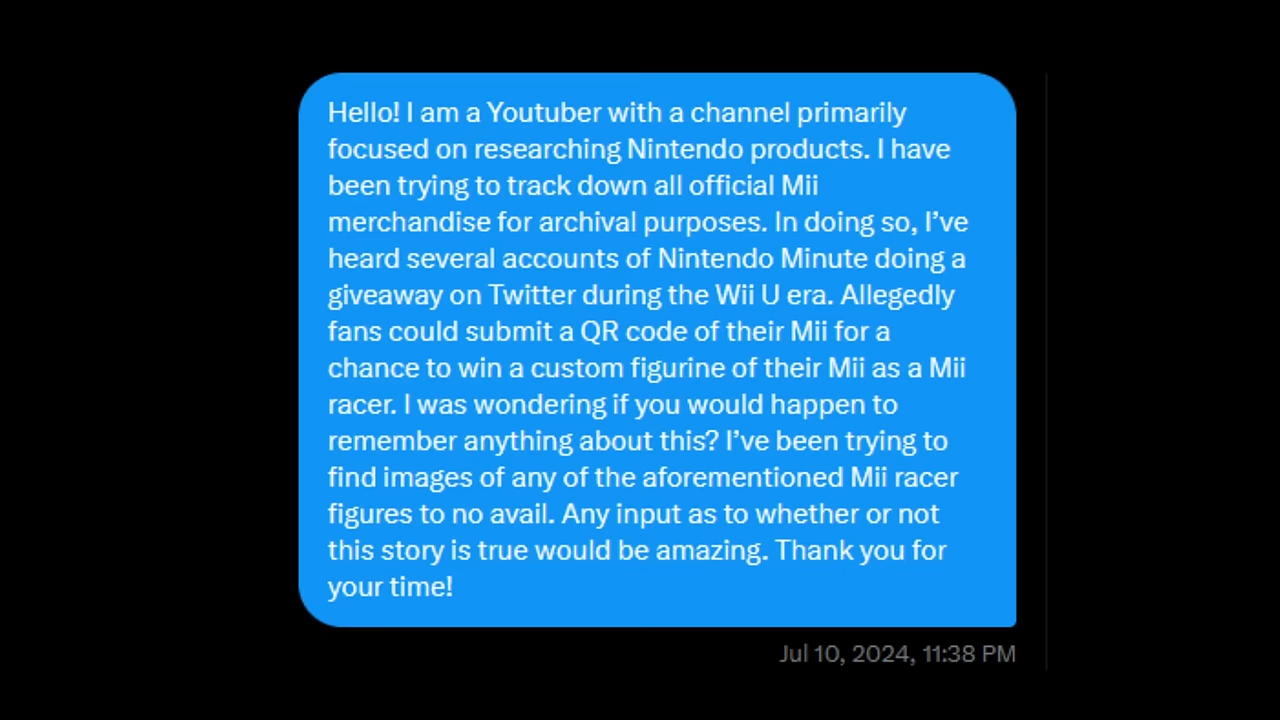 Hello! I am a Youtuber with a channel primarily
focused on researching Nintendo products. I have
been trying to track down all official Mii
merchandise for archival purposes. In doing so, I’ve
heard several accounts of Nintendo Minute doing a
giveaway on Twitter during the Wii U era. Allegedly
fans could submit a QR code of their Mii for a
chance to win a custom figurine of their Mii as a Mii
racer. I was wondering if you would happen to
remember anything about this? I’ve been trying to
find images of any of the aforementioned Mii racer
figures to no avail. Any input as to whether or not
this story is true would be amazing. Thank you for
your time!
Jul 10, 2024, 11:38 PM